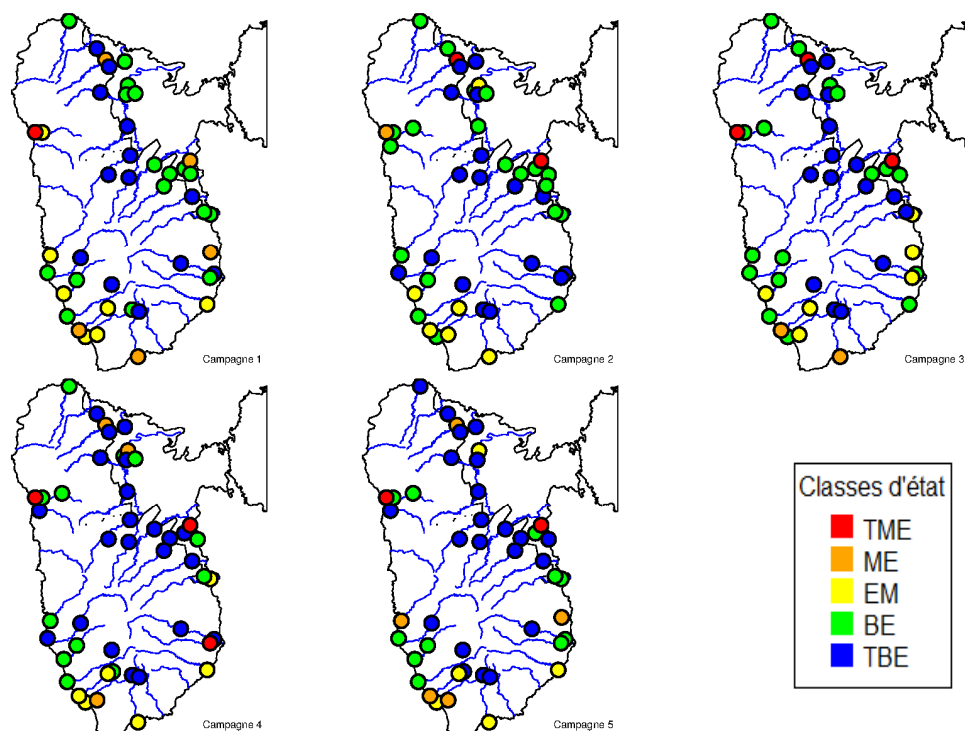 Campagne 1
Campagne 2
Campagne 3
Campagne 4
Campagne 5
Classes d'état
TME
ME
EM
BE
TBE